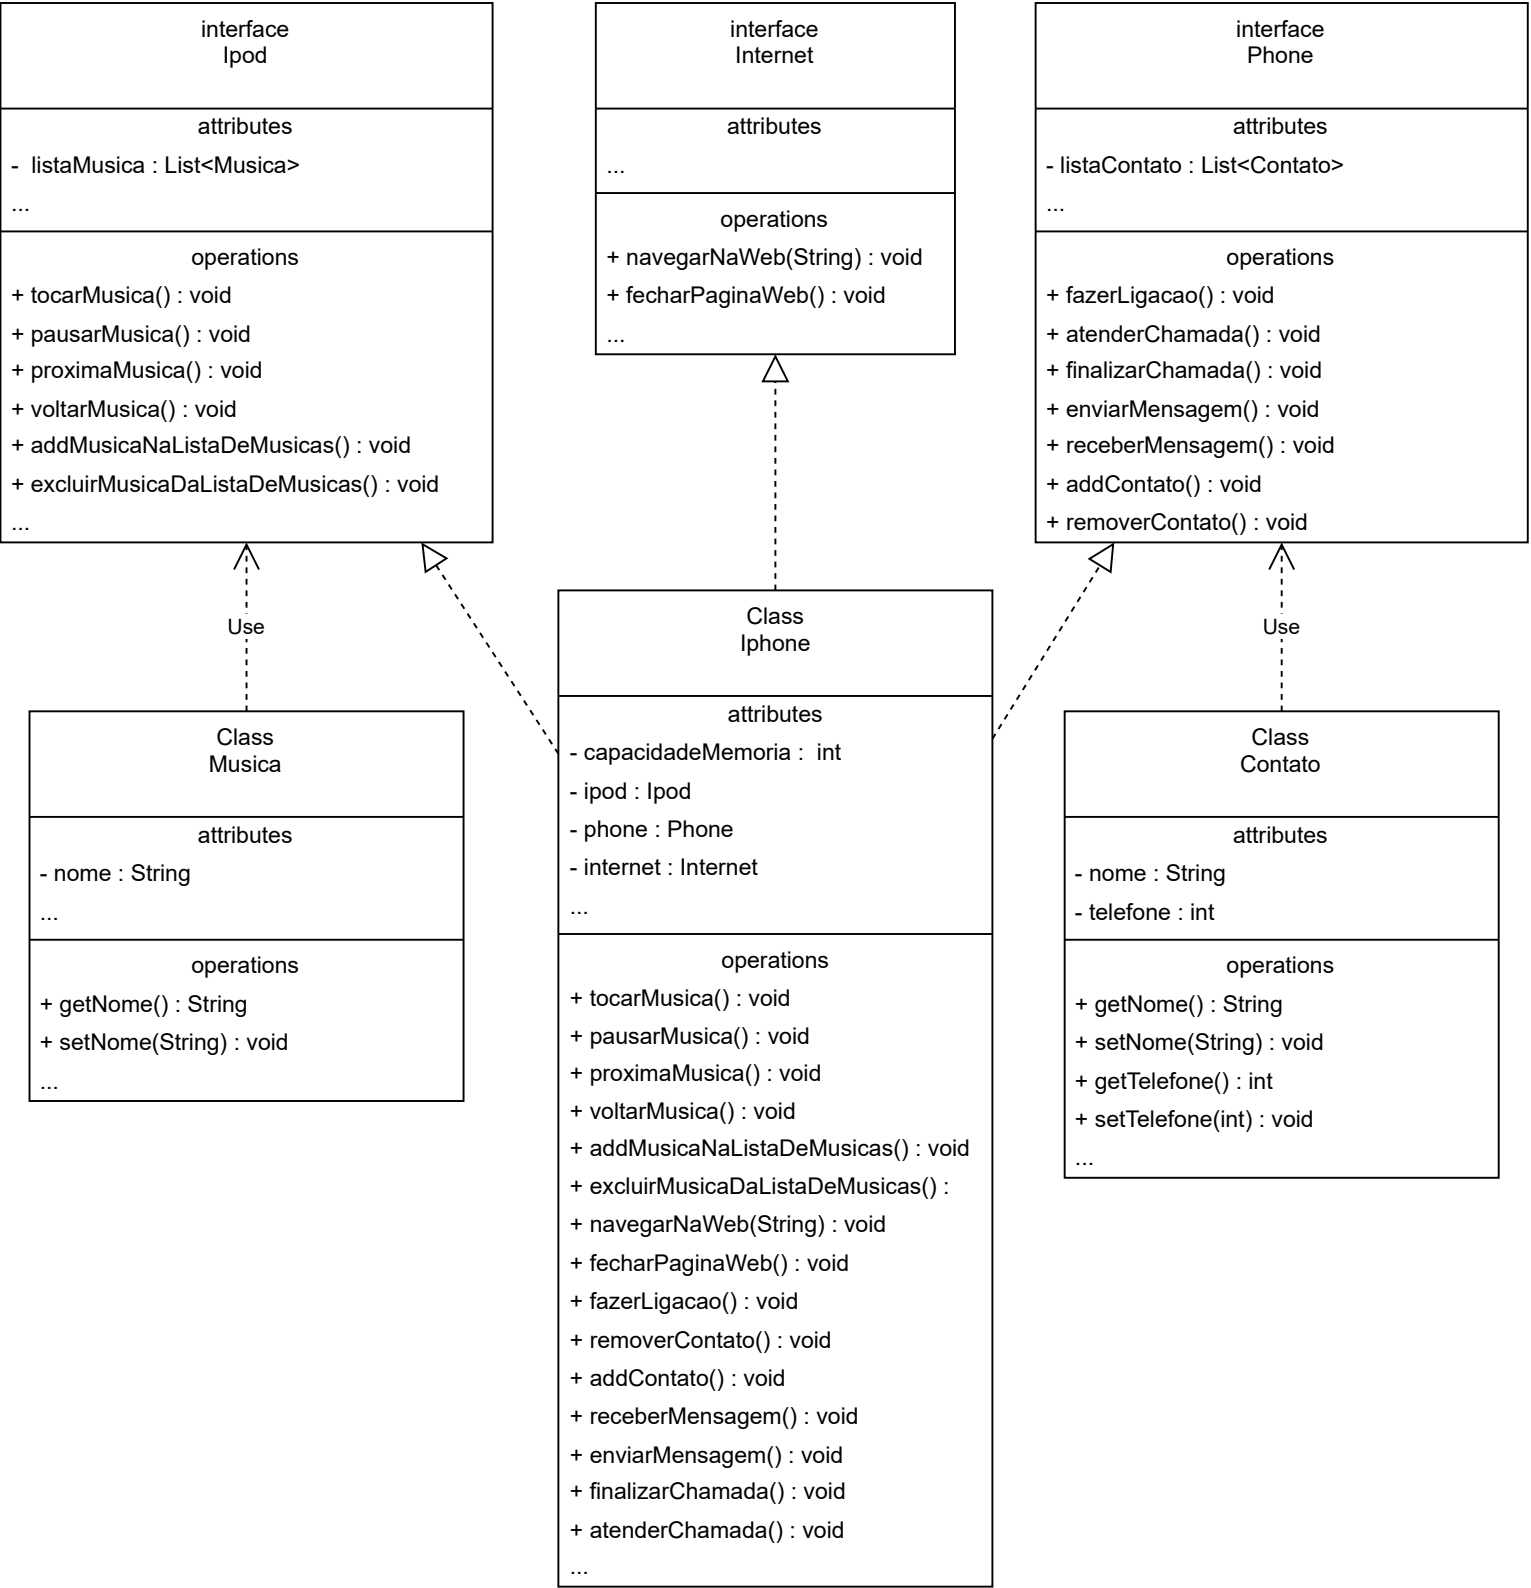 interface
Ipod
attributes
-  listaMusica : List<Musica>
...
operations
+ tocarMusica() : void
+ pausarMusica() : void
+ proximaMusica() : void
+ voltarMusica() : void
+ addMusicaNaListaDeMusicas() : void
+ excluirMusicaDaListaDeMusicas() : void
...
interface
Internet
attributes
...
operations
+ navegarNaWeb(String) : void
+ fecharPaginaWeb() : void
...
interface
Phone
attributes
- listaContato : List<Contato>
...
operations
+ fazerLigacao() : void
+ atenderChamada() : void
+ finalizarChamada() : void
+ enviarMensagem() : void
+ receberMensagem() : void
+ addContato() : void
+ removerContato() : void
Use
Use
Class
Musica
attributes
- nome : String
...
operations
+ getNome() : String
+ setNome(String) : void
...
Class
Iphone
attributes
- capacidadeMemoria :  int
- ipod : Ipod
- phone : Phone
- internet : Internet
...
operations
+ tocarMusica() : void
+ pausarMusica() : void
+ proximaMusica() : void
+ voltarMusica() : void
+ addMusicaNaListaDeMusicas() : void
+ excluirMusicaDaListaDeMusicas() :
+ navegarNaWeb(String) : void
+ fecharPaginaWeb() : void
+ fazerLigacao() : void
+ removerContato() : void
+ addContato() : void
+ receberMensagem() : void
+ enviarMensagem() : void
+ finalizarChamada() : void
+ atenderChamada() : void
...
Class
Contato
attributes
- nome : String
- telefone : int
operations
+ getNome() : String
+ setNome(String) : void
+ getTelefone() : int
+ setTelefone(int) : void
...